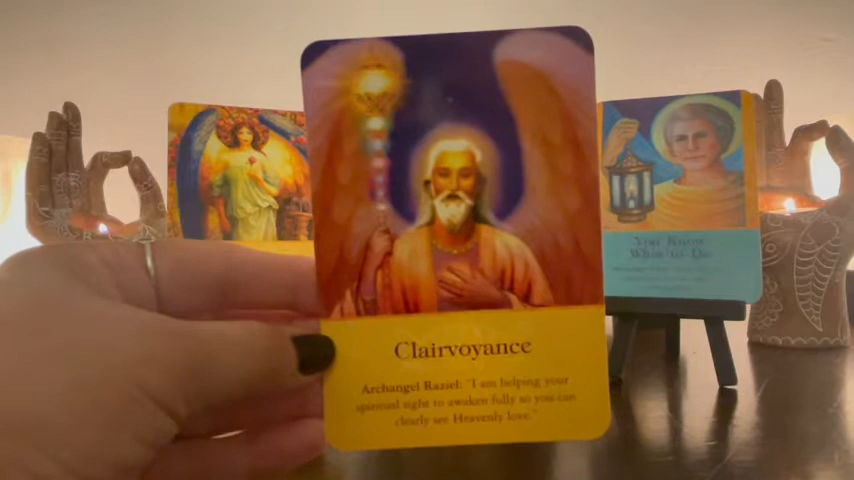 Clairvoyance
Archangel Raziel: "I am helping your
spiritual sight to awaken fully so you can
clearly see Heavenly love."
You Know
What to Do